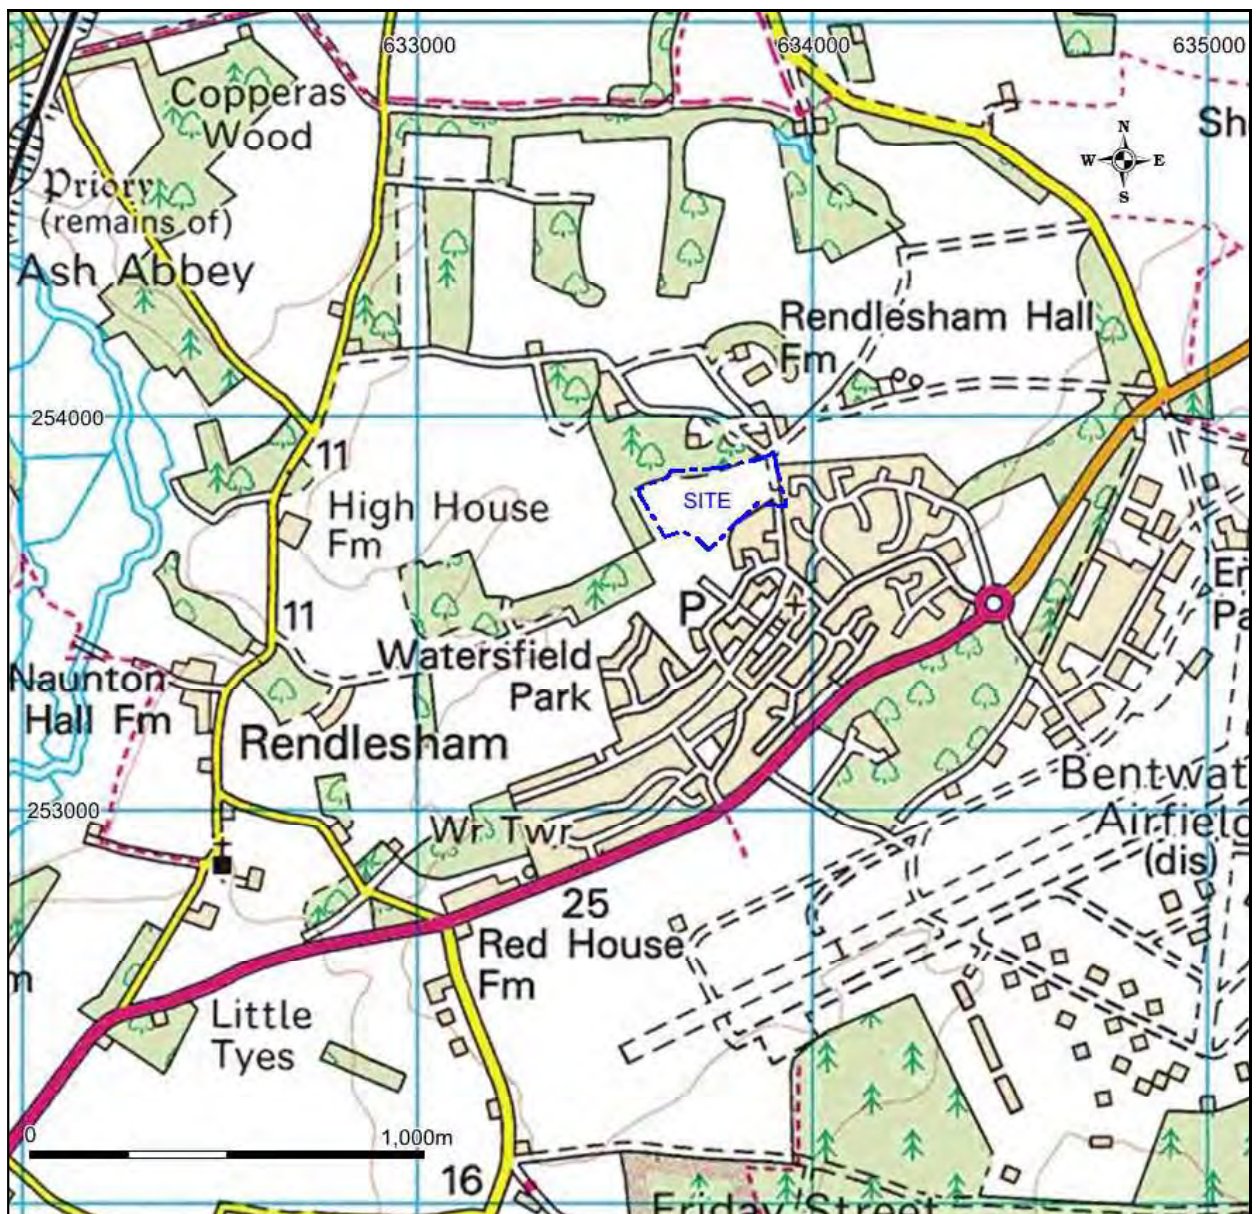 633000
634000
635000
Copperas
Wood
Sh
N
W
E
S
Priory
(remains of)
Ash Abbey
Rendlesham Hall
Fm
254000
11
SITE
High House
Fm
11
P
Watersfield
Park
Naunton
Hall Fm
Rendlesham
Bentwat
Airfield
(dis)
253000
Wr Twr
25
Red House
Fm
m
Little
Tyes
0
1,000m
16
Friday Street